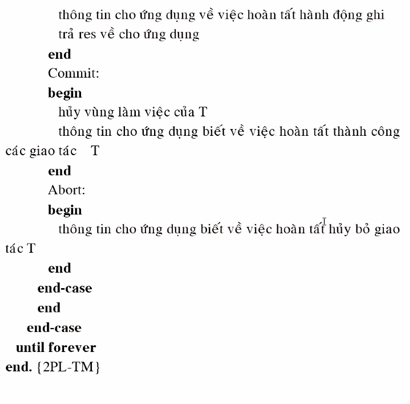 thông tin cho ứng dụng về việc hoàn tất hành động ghi
trả res về cho ứng dụng
end
Commit:
begin
hủy vùng làm việc của T
thông tin cho ứng dụng biết về việc hoàn tất thành công
các giao tác T
end
Abort:
begin
thông tin cho ứng dụng biết về việc hoàn tất hủy bỏ giao
tác T
end
end-case
end
end-case
until forever
end. {2PL-TM}